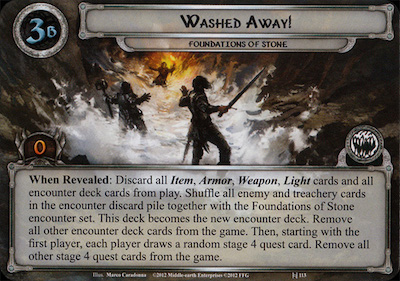 3B
WASHED AWAY!
FOUNDATIONS OF STONE
0
When Revealed: Discard all Item, Armor, Weapon, Light cards and all
encounter deck cards from play. Shuffle all enemy and treachery cards
in the encounter discard pile together with the Foundations of Stone
encounter set. This deck becomes the new encounter deck. Remove
all other encounter deck cards from the game. Then, starting with the
first player, each player draws a random stage 4 quest card. Remove all
other stage 4 quest cards from the game.
Illus. Marco Caradonna ©2012 Middle-earth Enterprises ©2012 FFG 113